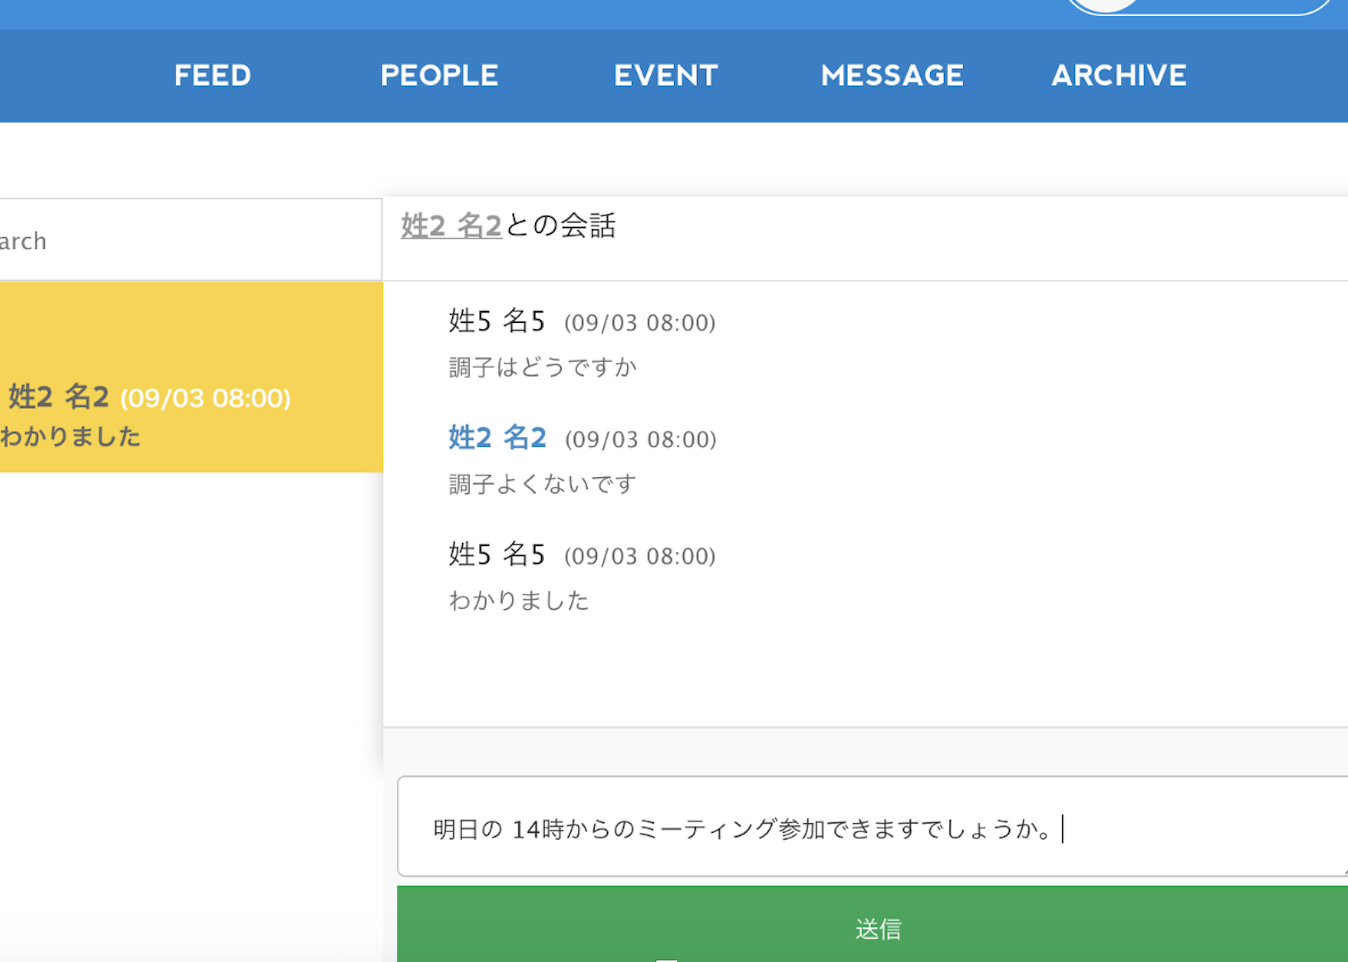 FEED PEOPLE EVENT MESSAGE ARCHIVE
arch
姓2 名2 (09/03 08:00)
わかりました
姓2 名2との会話
姓5 名5 (09/03 08:00)
調子はどうですか
姓2 名2 (09/03 08:00)
調子よくないです
姓5 名5 (09/03 08:00)
わかりました
明日の 14時からのミーティング参加できますでしょうか。
送信